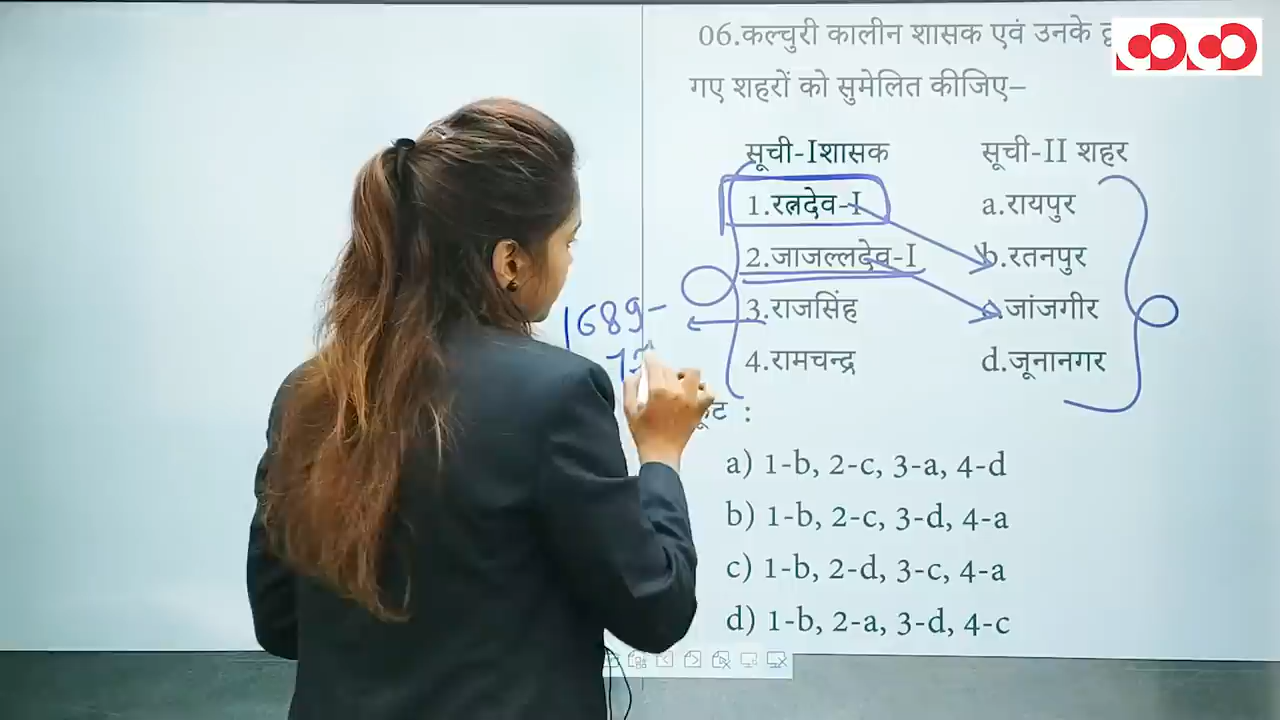 06.कल्चुरी कालीन शासक एवं उनके
गए शहरों को सुमेलित कीजिए–
सूची-Iशासक सूची-II शहर
1.रत्नदेव-I a.रायपुर
2.जाजल्लदेव-I b.रतनपुर
3.राजसिंह जांजगीर
4.रामचन्द्र d.जूनानगर
1689-
:
a) 1-b, 2-c, 3-a, 4-d
b) 1-b, 2-c, 3-d, 4-a
c) 1-b, 2-d, 3-c, 4-a
d) 1-b, 2-a, 3-d, 4-c